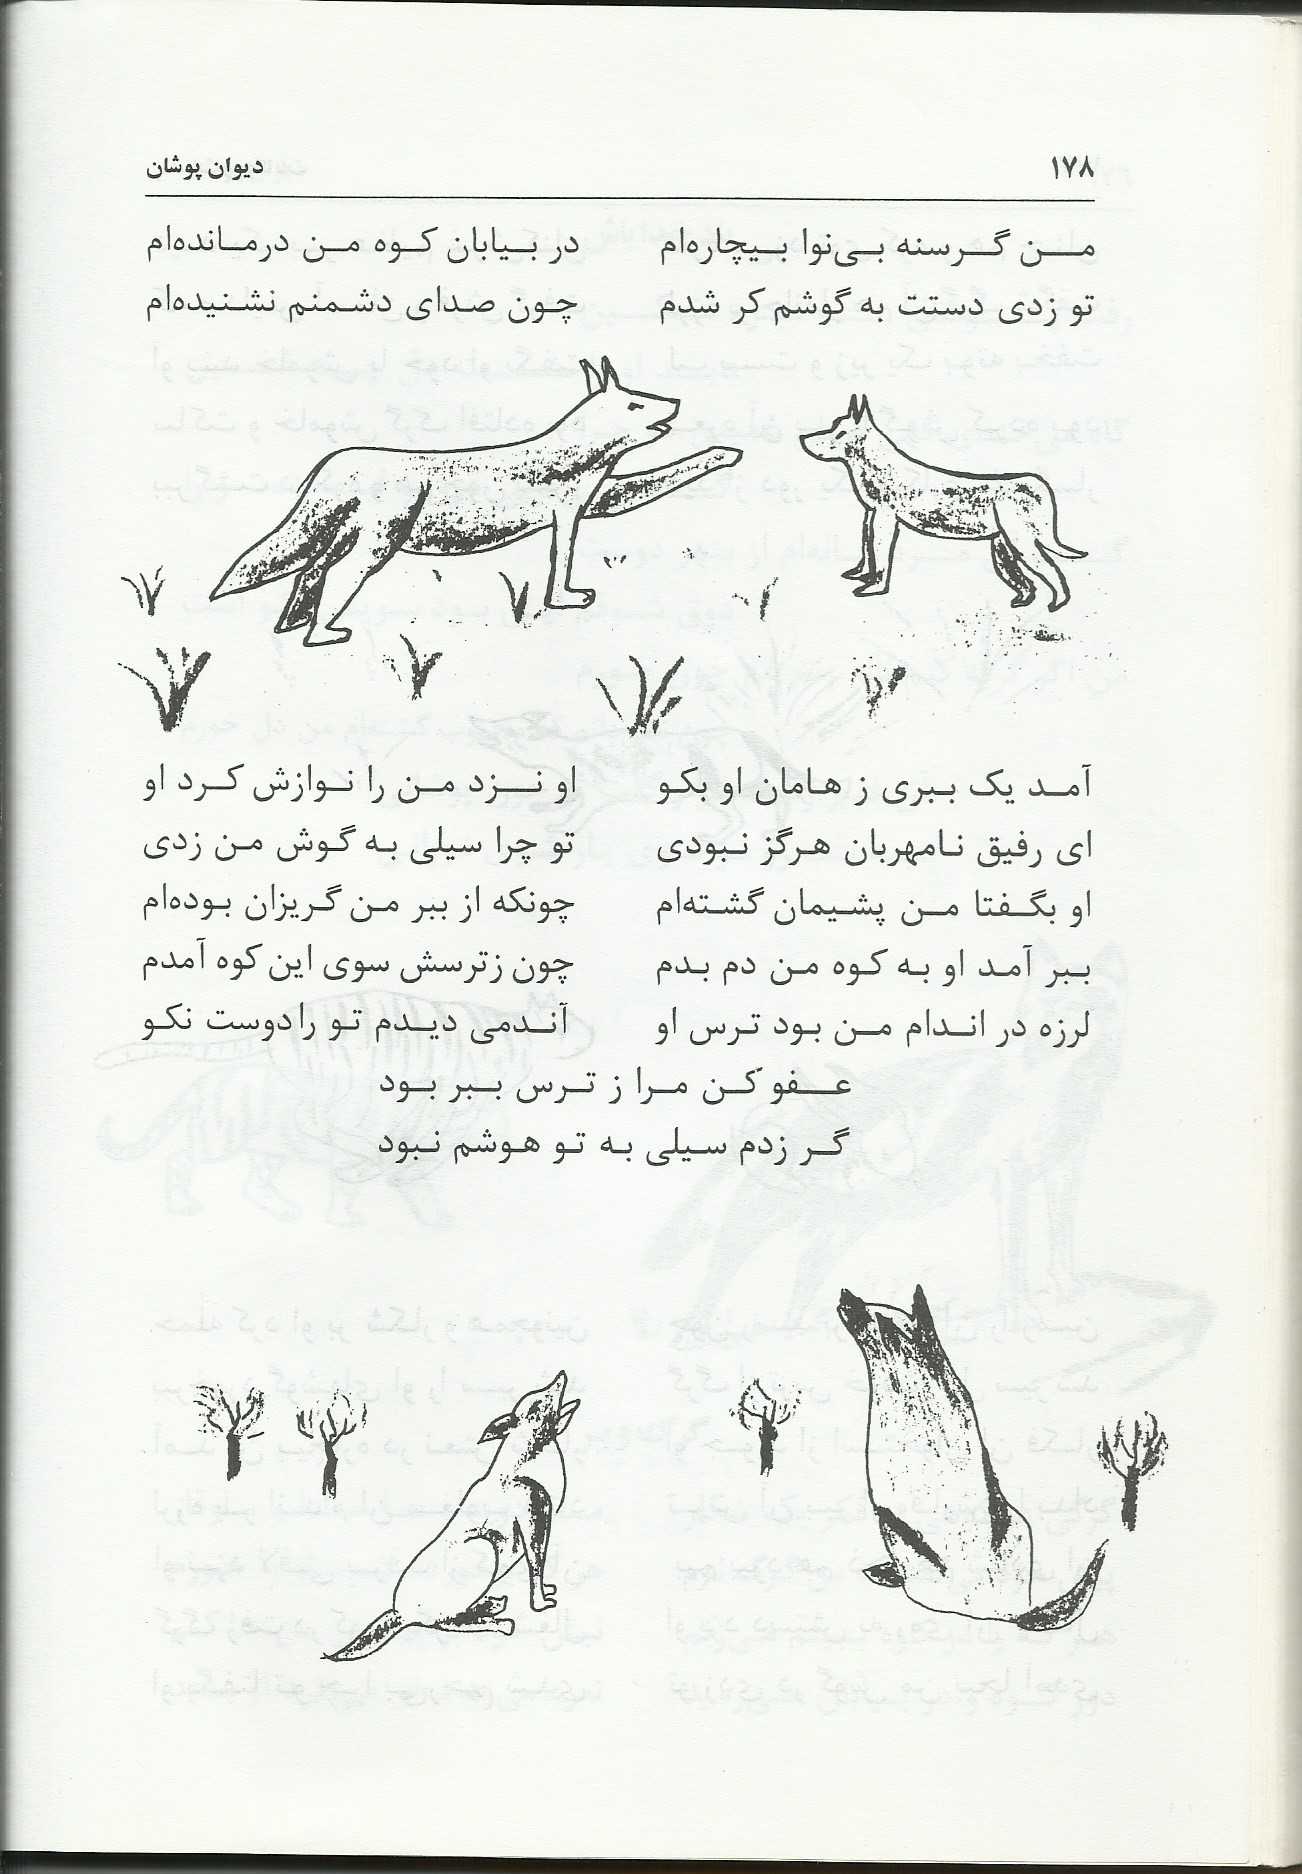 ۱۷۸ دیوان پوشان
من گرسنه بی‌نوا بیچاره‌ام در بیابان کوه من درمانده‌ام
تو زدی دستت به گوشم کر شدم چون صدای دشمنم نشنیده‌ام
آمد یک ببری ز هامان او بکو او نزد من را نوازش کرد او
ای رفیق نامهربان هرگز نبودی تو چرا سیلی به گوش من زدی
او بگفتا من پشیمان گشته‌ام چونکه از ببر من گریزان بوده‌ام
ببر آمد او به کوه من دم بدم چون زترسش سوی این کوه آمدم
لرزه در اندام من بود ترس او آندمی دیدم تو را دوست نکو
عفو کن مرا ز ترس ببر بود
گر زدم سیلی به تو هوشم نبود